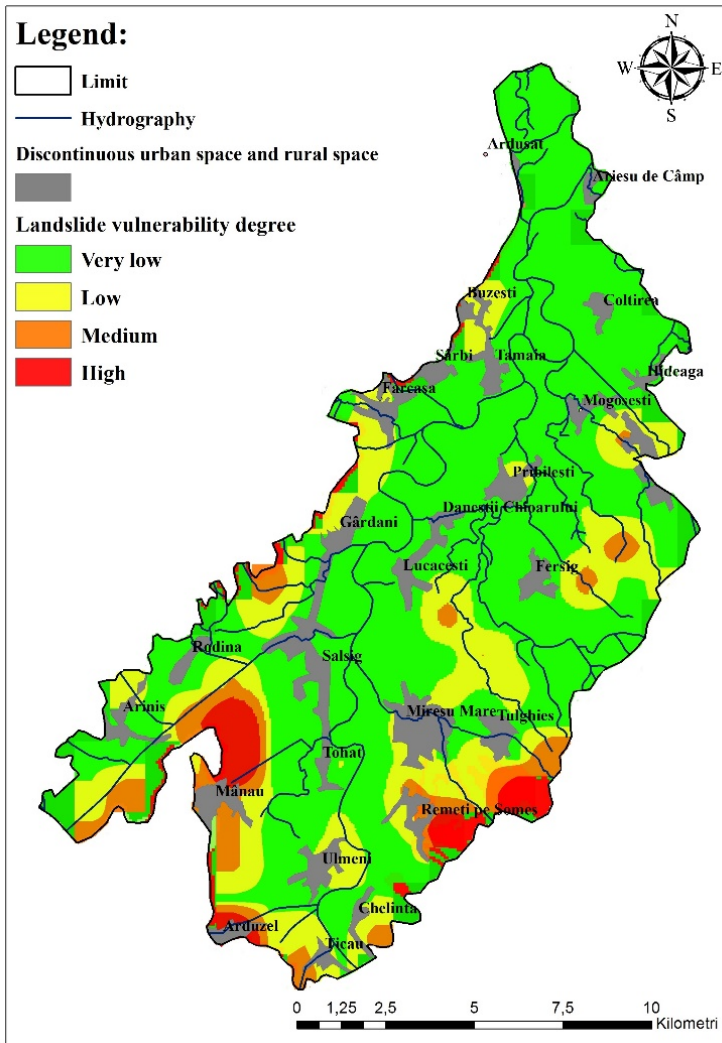 Legend:
Limit
Hydrography
Discontinuous urban space and rural space
Landslide vulnerability degree
Very low
Low
Medium
High
N
W
E
S
Ardusat
Ariesu de Câmp
Buzesti
Coltirea
Sârbi
Tamaia
Hideaga
Farcasa
Mogosesti
Pribilesti
Gârdani
Danestii Chioarului
Lucacesti
Fersig
Rodina
Salsig
Arinis
Miresu Mare
Tulghies
Tohat
Mânau
Remeti pe Somes
Ulmeni
Chelinta
Arduzel
Ticau
0 1,25 2,5 5 7,5 10
Kilometri